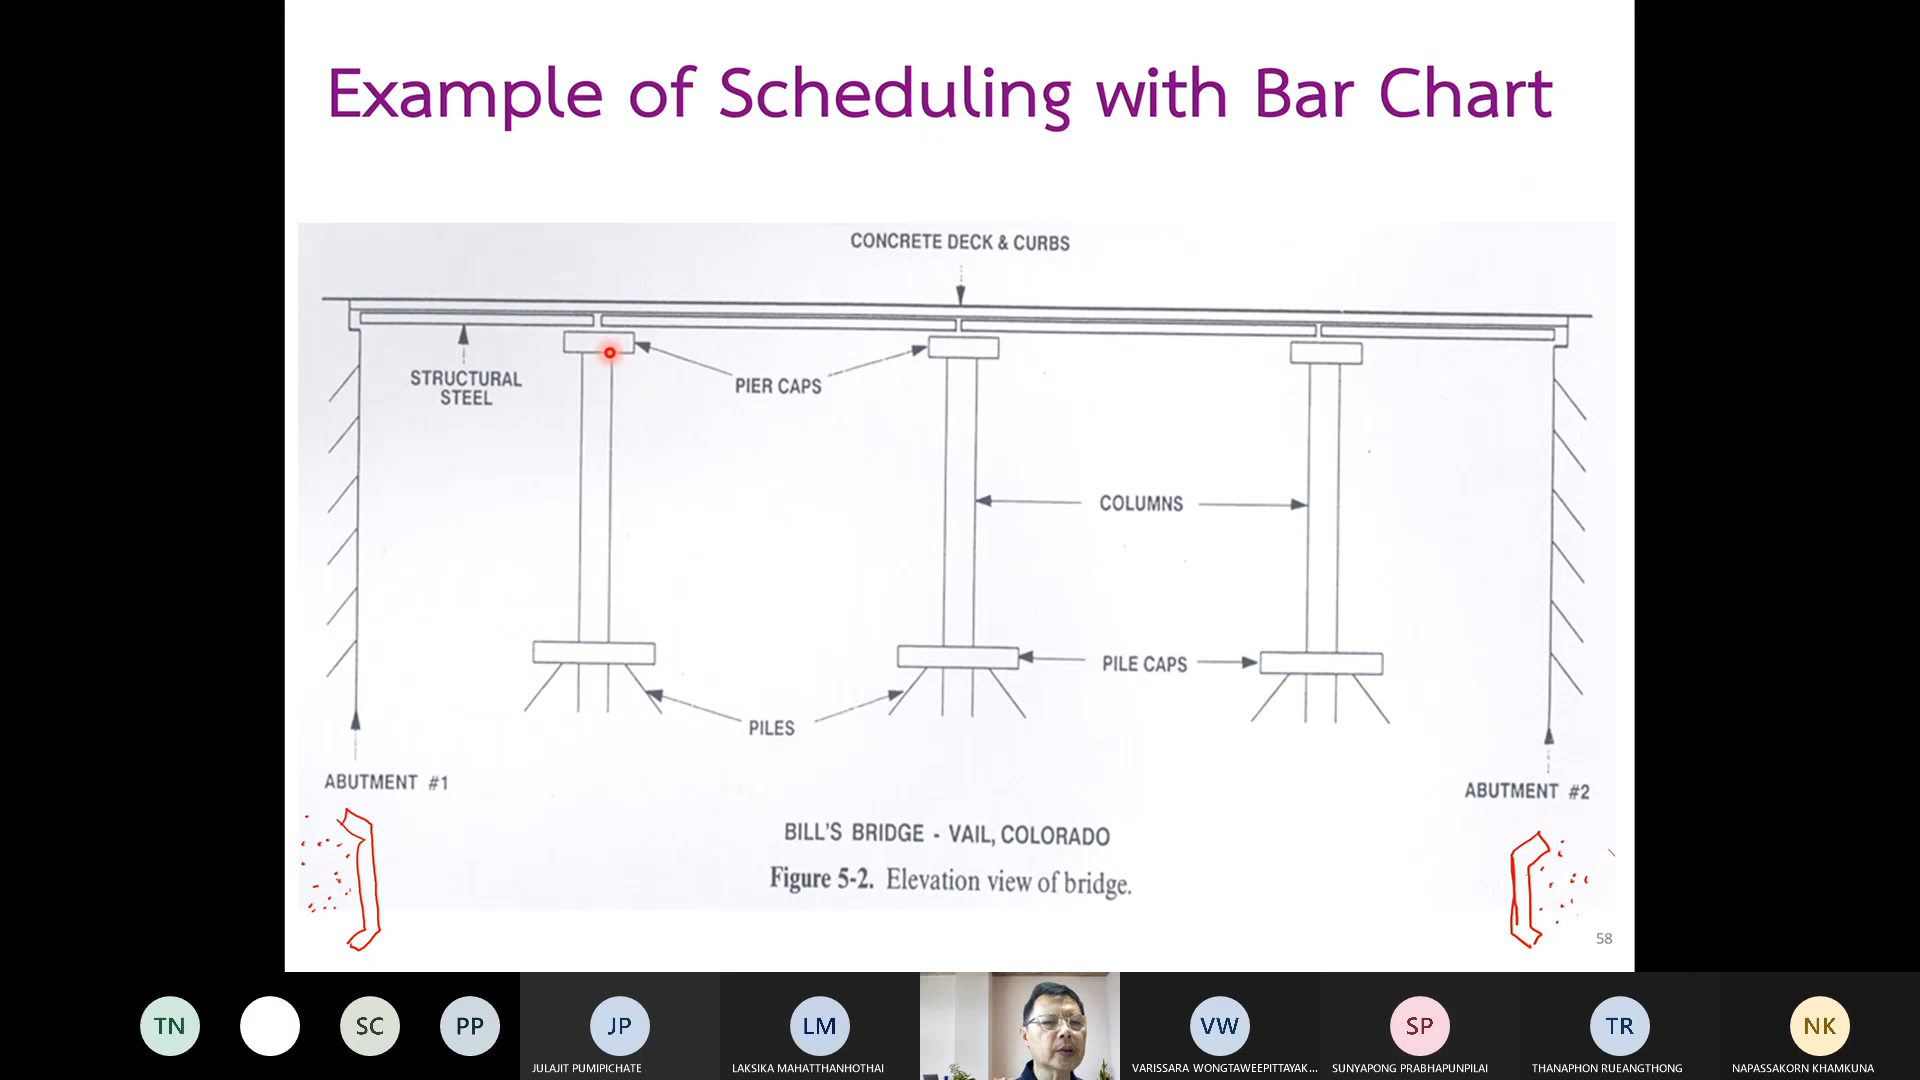 Example of Scheduling with Bar Chart
CONCRETE DECK & CURBS
STRUCTURAL
STEEL
PIER CAPS
COLUMNS
PILE CAPS
PILES
ABUTMENT #1
ABUTMENT #2
BILL'S BRIDGE - VAIL, COLORADO
Figure 5-2. Elevation view of bridge.
58
TN
SC
PP
JP
LM
VW
SP
TR
NK
JULAJIT PUMIPICHATE
LAKSIKA MAHATTHANHOTHAI
VARISSARA WONGTAWEEPITTAYAK...
SUNYAPONG PRABHAPUNPILAI
THANAPHON RUEANGTHONG
NAPASSAKORN KHAMKUNA